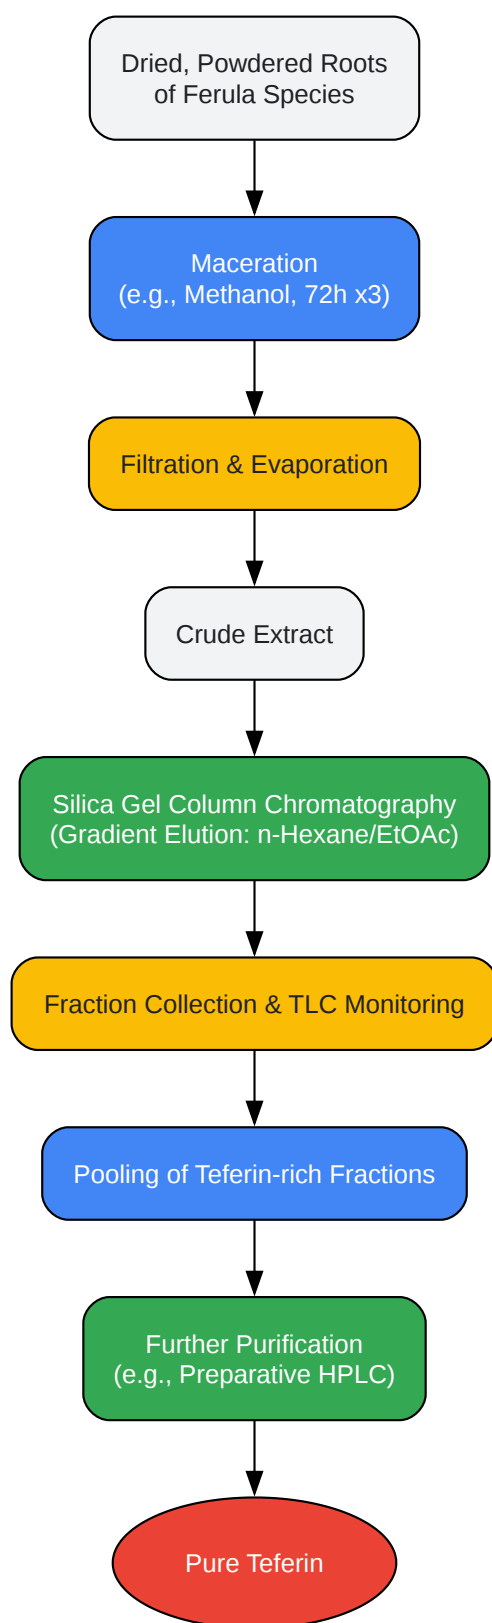 Dried, Powdered Roots
of Ferula Species
Maceration
(e.g., Methanol, 72h x3)
Filtration & Evaporation
Crude Extract
Silica Gel Column Chromatography
(Gradient Elution: n-Hexane/EtOAc)
Fraction Collection & TLC Monitoring
Pooling of Teferin-rich Fractions
Further Purification
(e.g., Preparative HPLC)
Pure Teferin